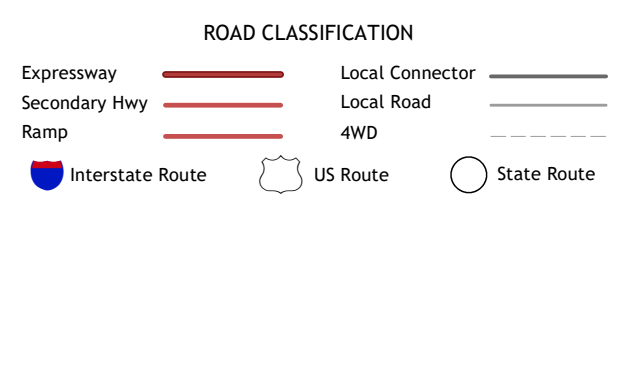 ROAD CLASSIFICATION
Expressway
Local Connector
Secondary Hwy
Local Road
Ramp
4WD
Interstate Route
US Route
State Route